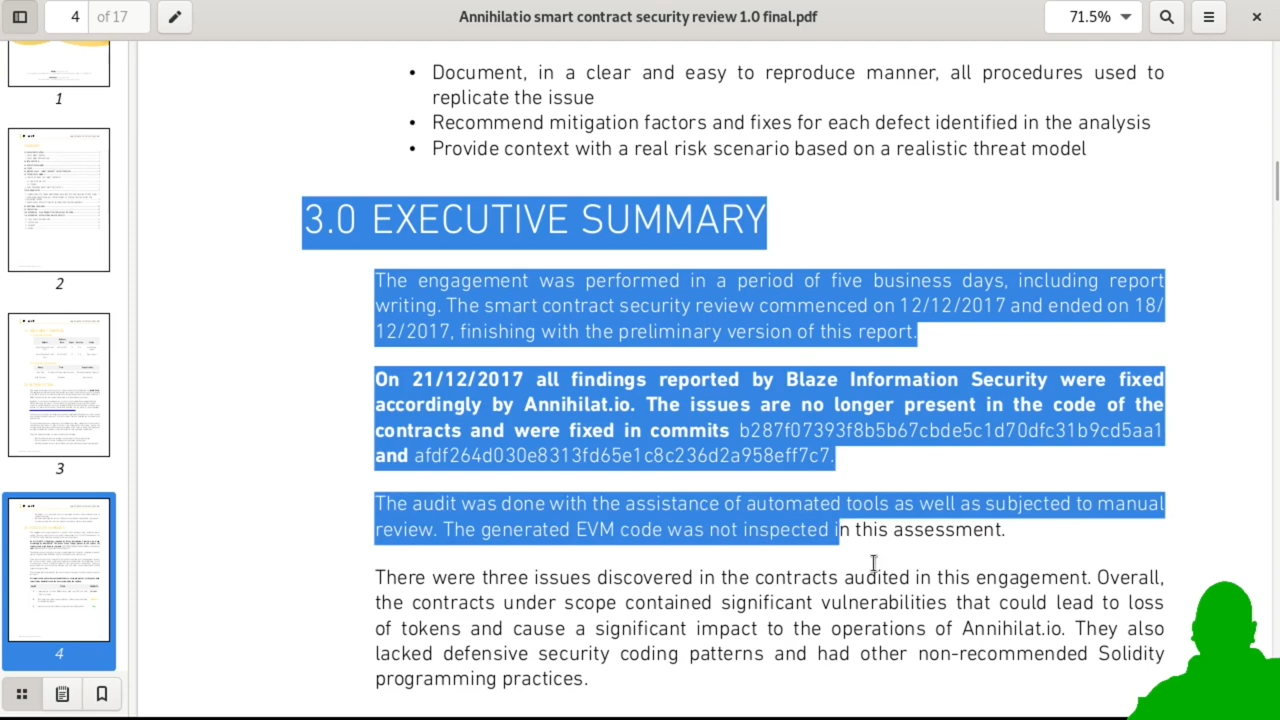 4 of 17
Annihilatio smart contract security review 1.0 final.pdf
71.5%
1
2
3
4
• Document, in a clear and easy to reproduce manner, all procedures used to
replicate the issue
• Recommend mitigation factors and fixes for each defect identified in the analysis
• Provide context with a real risk scenario based on a realistic threat model
3.0 EXECUTIVE SUMMARY
The engagement was performed in a period of five business days, including report
writing. The smart contract security review commenced on 12/12/2017 and ended on 18/
12/2017, finishing with the preliminary version of this report.
On 21/12/2017 all findings reported by Blaze Information Security were fixed
accordingly by Annihilat.io. The issues are no longer present in the code of the
contracts and were fixed in commits
and afdf264d030e8313fd65e1c8c236d2a958eff7c7.
The audit was done with the assistance of automated tools as well as subjected to manual
review. The generated EVM code was not inspected in this assessment.
There were 3 issues discovered in the contracts subject to this engagement. Overall,
the contracts under scope contained significant vulnerabilities that could lead to loss
of tokens and cause a significant impact to the operations of Annihilat.io. They also
lacked defensive security coding patterns and had other non-recommended Solidity
programming practices.